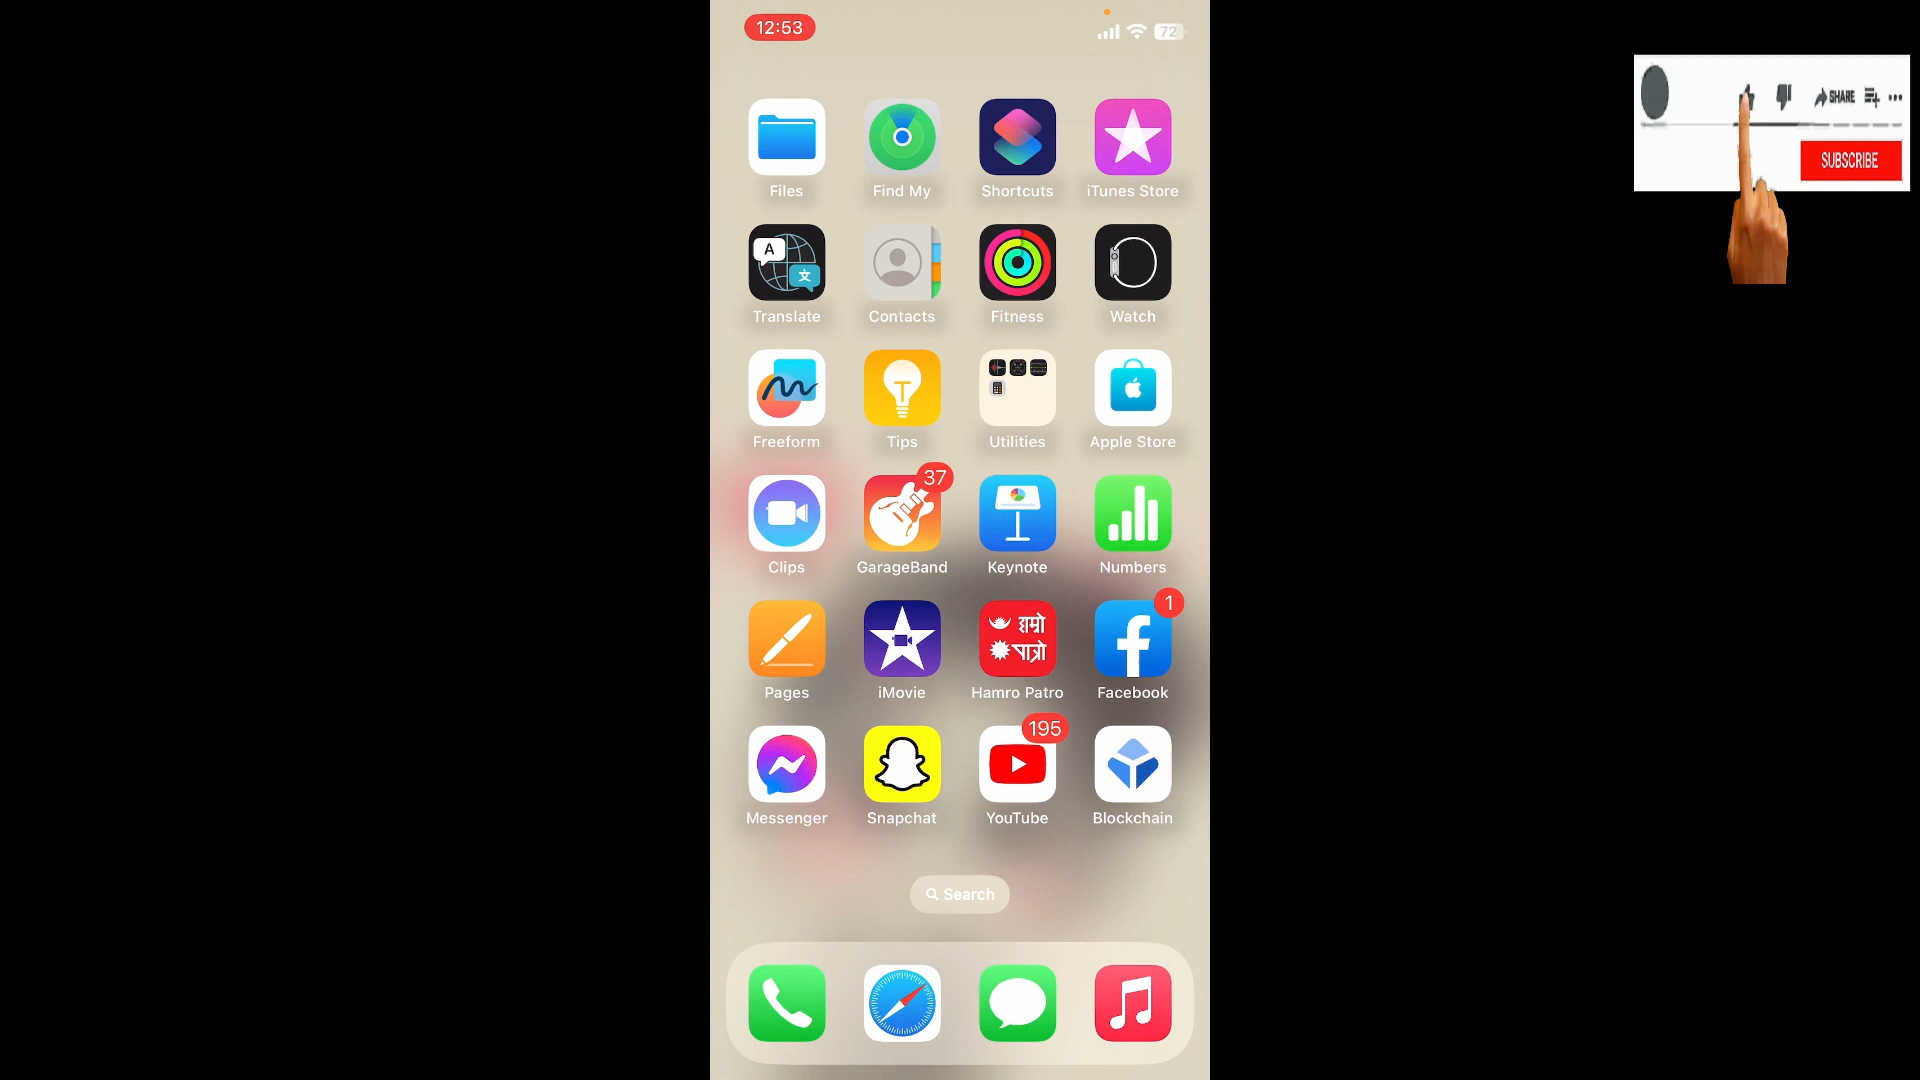 12:53
72
SHARE
SUBSCRIBE
Files
Find My
Shortcuts
iTunes Store
A
文
Translate
Contacts
Fitness
Watch
Freeform
Tips
Utilities
Apple Store
37
Clips
GarageBand
Keynote
Numbers
हाम्रो
पात्रो
1
Pages
iMovie
Hamro Patro
Facebook
195
Messenger
Snapchat
YouTube
Blockchain
Search